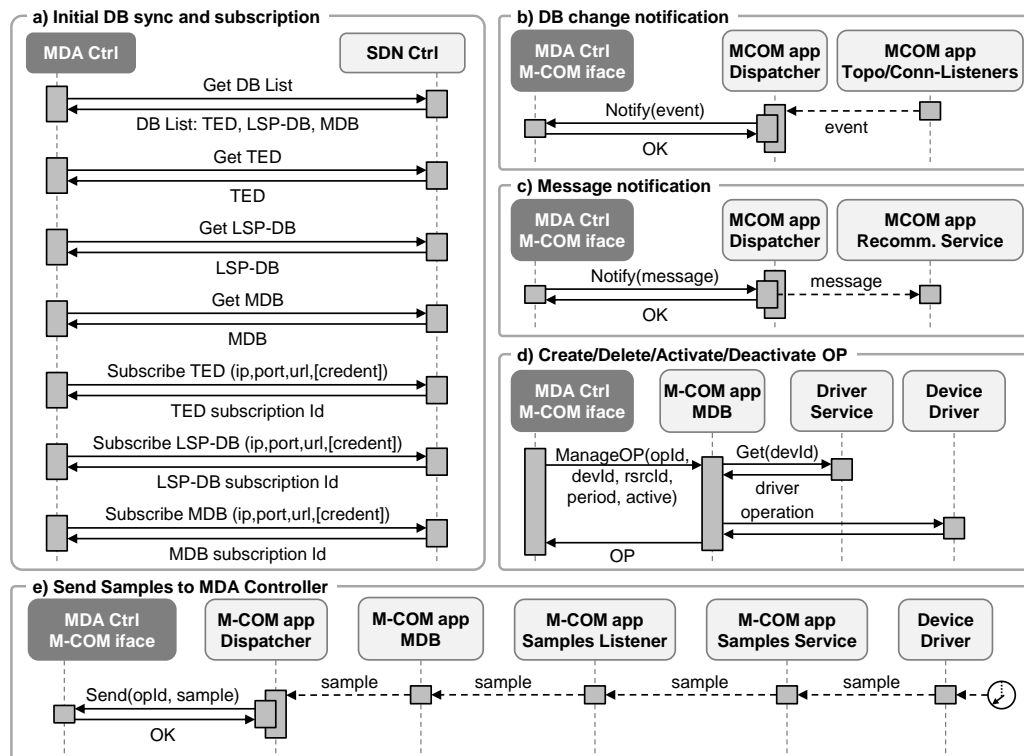 a) Initial DB sync and subscription
MDA Ctrl
SDN Ctrl
Get DB List
DB List: TED, LSP-DB, MDB
Get TED
TED
Get LSP-DB
LSP-DB
Get MDB
MDB
Subscribe TED (ip,port,url,[credent])
TED subscription Id
Subscribe LSP-DB (ip,port,url,[credent])
LSP-DB subscription Id
Subscribe MDB (ip,port,url,[credent])
MDB subscription Id
b) DB change notification
MDA Ctrl
M-COM iface
MCOM app
Dispatcher
MCOM app
Topo/Conn-Listeners
Notify(event)
OK
event
c) Message notification
MDA Ctrl
M-COM iface
MCOM app
Dispatcher
MCOM app
Recomm. Service
Notify(message)
OK
message
d) Create/Delete/Activate/Deactivate OP
MDA Ctrl
M-COM iface
M-COM app
MDB
Driver
Service
Device
Driver
ManageOP(opId,
devId, rsrcId,
period, active)
OP
Get(devId)
driver
operation
e) Send Samples to MDA Controller
MDA Ctrl
M-COM iface
M-COM app
Dispatcher
M-COM app
MDB
M-COM app
Samples Listener
M-COM app
Samples Service
Device
Driver
Send(opId, sample)
OK
sample
sample
sample
sample